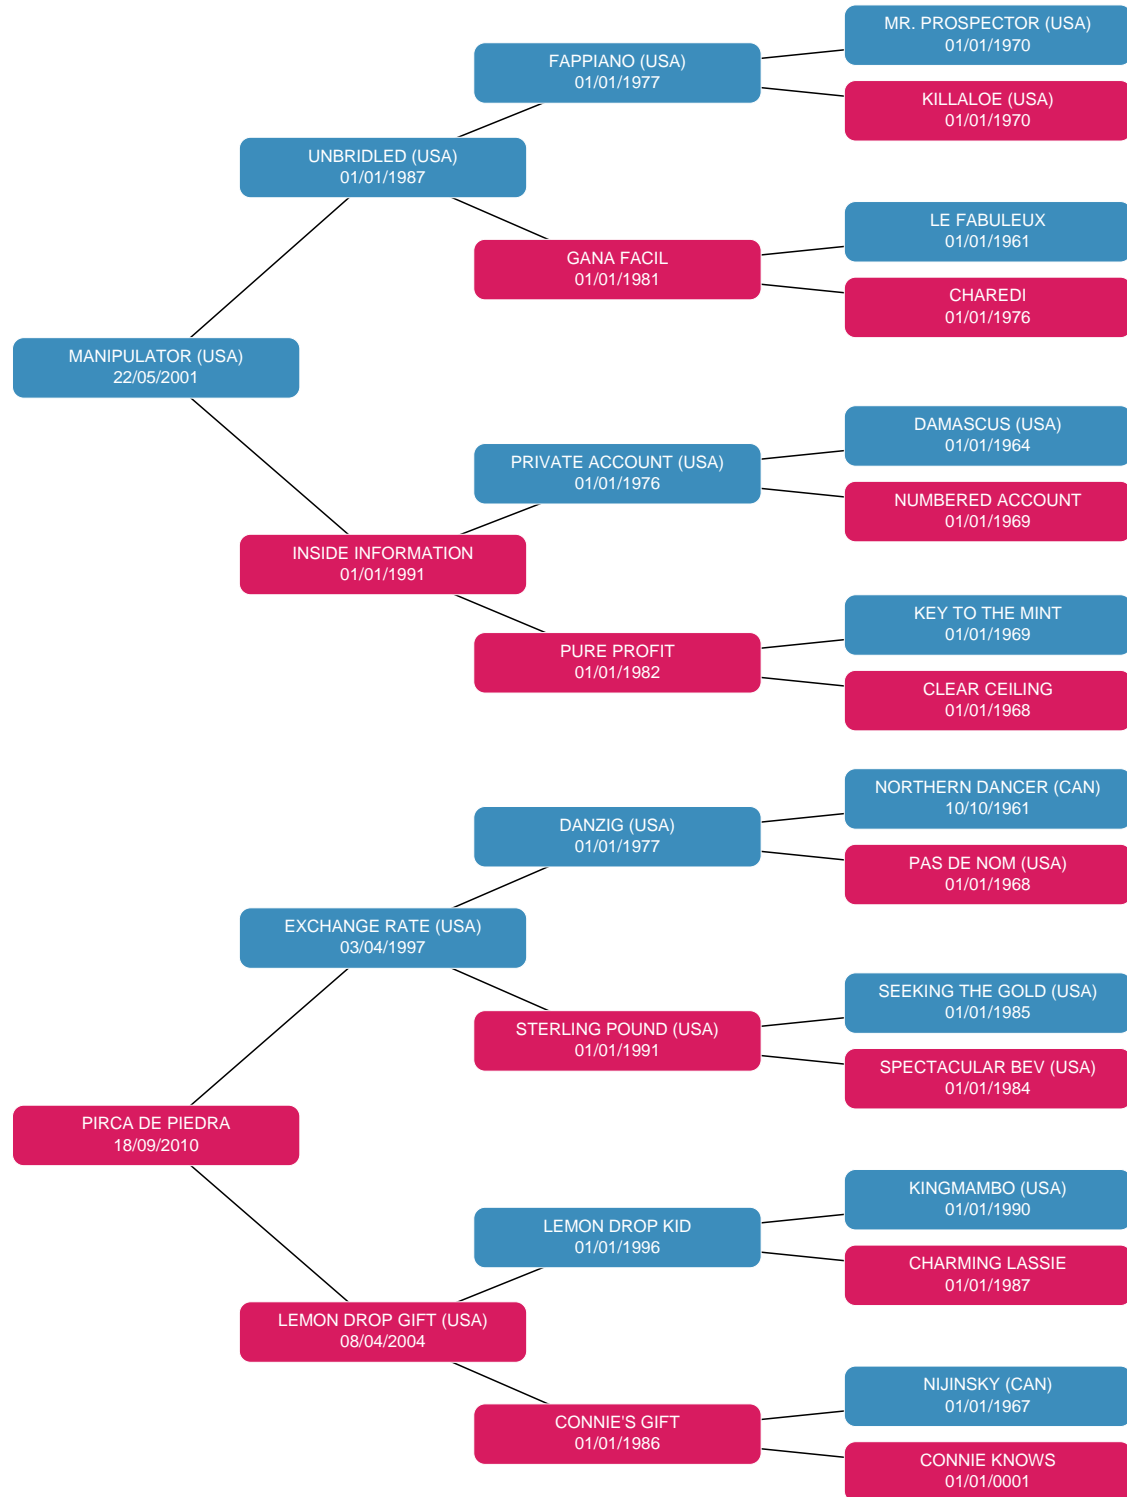 MR. PROSPECTOR (USA)
01/01/1970
FAPPIANO (USA)
01/01/1977
KILLALOE (USA)
01/01/1970
UNBRIDLED (USA)
01/01/1987
LE FABULEUX
01/01/1961
GANA FACIL
01/01/1981
CHAREDI
01/01/1976
MANIPULATOR (USA)
22/05/2001
DAMASCUS (USA)
01/01/1964
PRIVATE ACCOUNT (USA)
01/01/1976
NUMBERED ACCOUNT
01/01/1969
INSIDE INFORMATION
01/01/1991
KEY TO THE MINT
01/01/1969
PURE PROFIT
01/01/1982
CLEAR CEILING
01/01/1968
NORTHERN DANCER (CAN)
10/10/1961
DANZIG (USA)
01/01/1977
PAS DE NOM (USA)
01/01/1968
EXCHANGE RATE (USA)
03/04/1997
SEEKING THE GOLD (USA)
01/01/1985
STERLING POUND (USA)
01/01/1991
SPECTACULAR BEV (USA)
01/01/1984
PIRCA DE PIEDRA
18/09/2010
KINGMAMBO (USA)
01/01/1990
LEMON DROP KID
01/01/1996
CHARMING LASSIE
01/01/1987
LEMON DROP GIFT (USA)
08/04/2004
NIJINSKY (CAN)
01/01/1967
CONNIE'S GIFT
01/01/1986
CONNIE KNOWS
01/01/0001